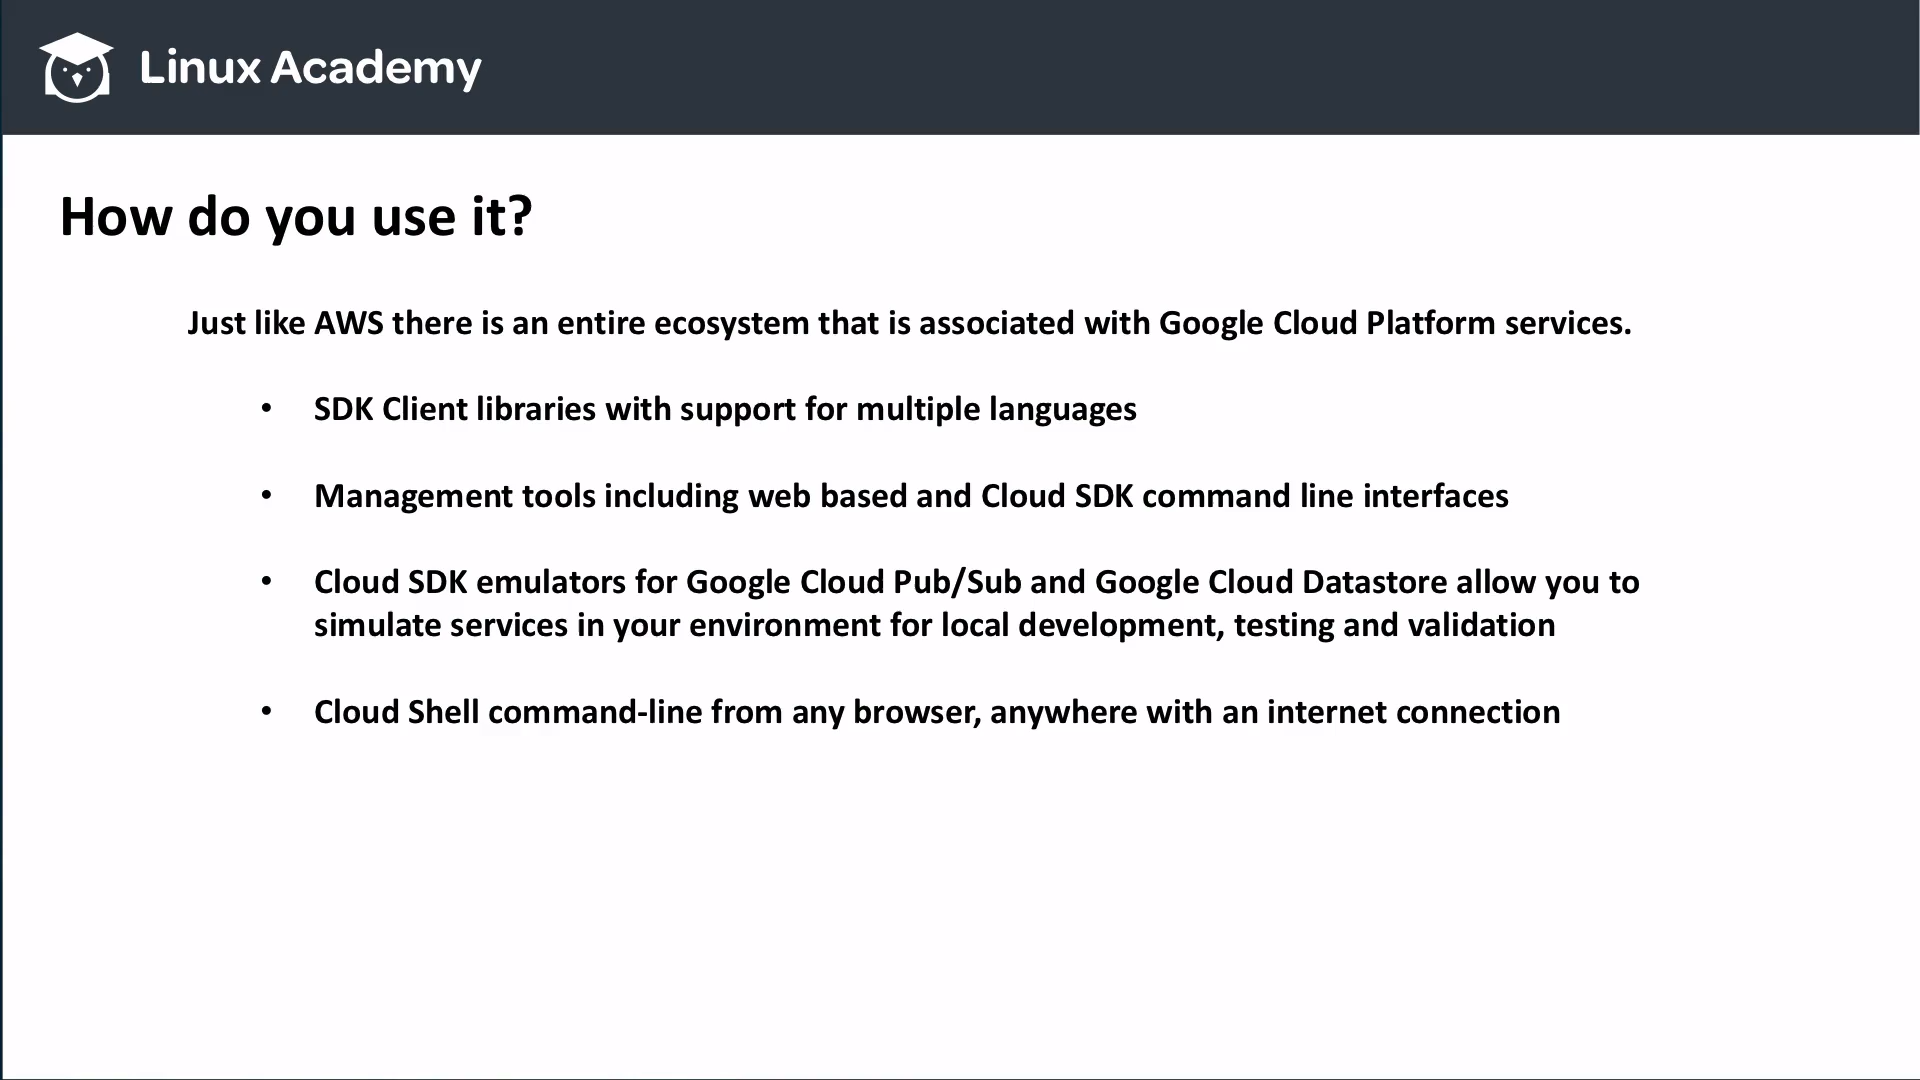 Linux Academy
How do you use it?
Just like AWS there is an entire ecosystem that is associated with Google Cloud Platform services.
• SDK Client libraries with support for multiple languages
• Management tools including web based and Cloud SDK command line interfaces
• Cloud SDK emulators for Google Cloud Pub/Sub and Google Cloud Datastore allow you to
simulate services in your environment for local development, testing and validation
• Cloud Shell command-line from any browser, anywhere with an internet connection